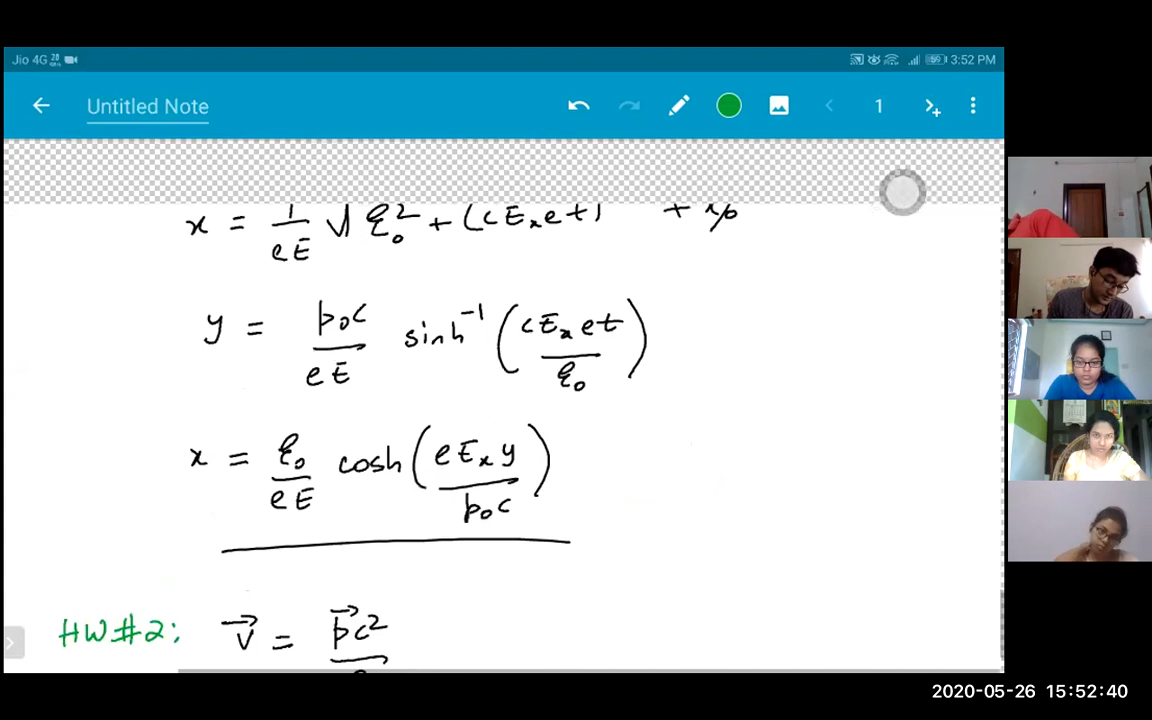 Jio 4G 3:52 PM
Untitled Note 1
x = 1/eE √ ℰ₀² + (cEₓet) + x₀
y = p₀c/eE sinh⁻¹ (cEₓet/ℰ₀)
x = ℰ₀/eE cosh (eEₓy/p₀c)
HW#2: v⃗ = p⃗c²
2020-05-26 15:52:40